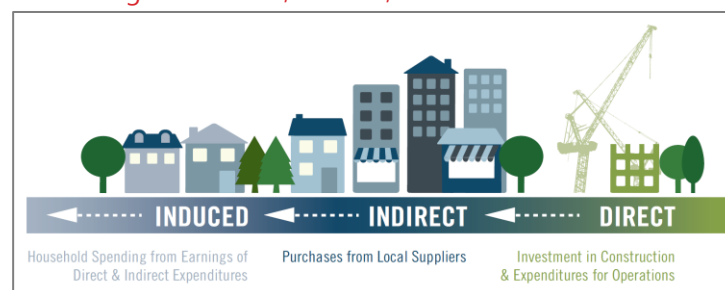 INDUCED INDIRECT DIRECT
Household Spending from Earnings of
Direct & Indirect Expenditures
Purchases from Local Suppliers
Investment in Construction
& Expenditures for Operations